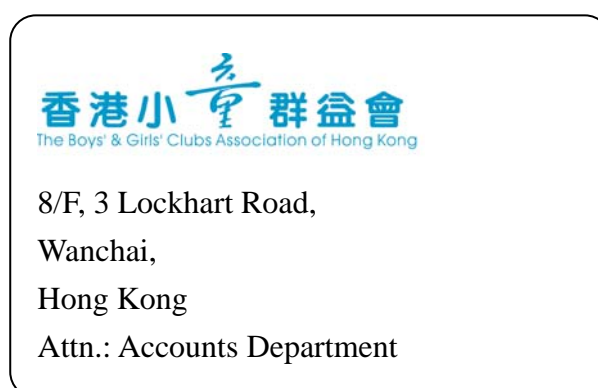 香港小童群益會
The Boys' & Girls' Clubs Association of Hong Kong
8/F, 3 Lockhart Road,
Wanchai,
Hong Kong
Attn.: Accounts Department